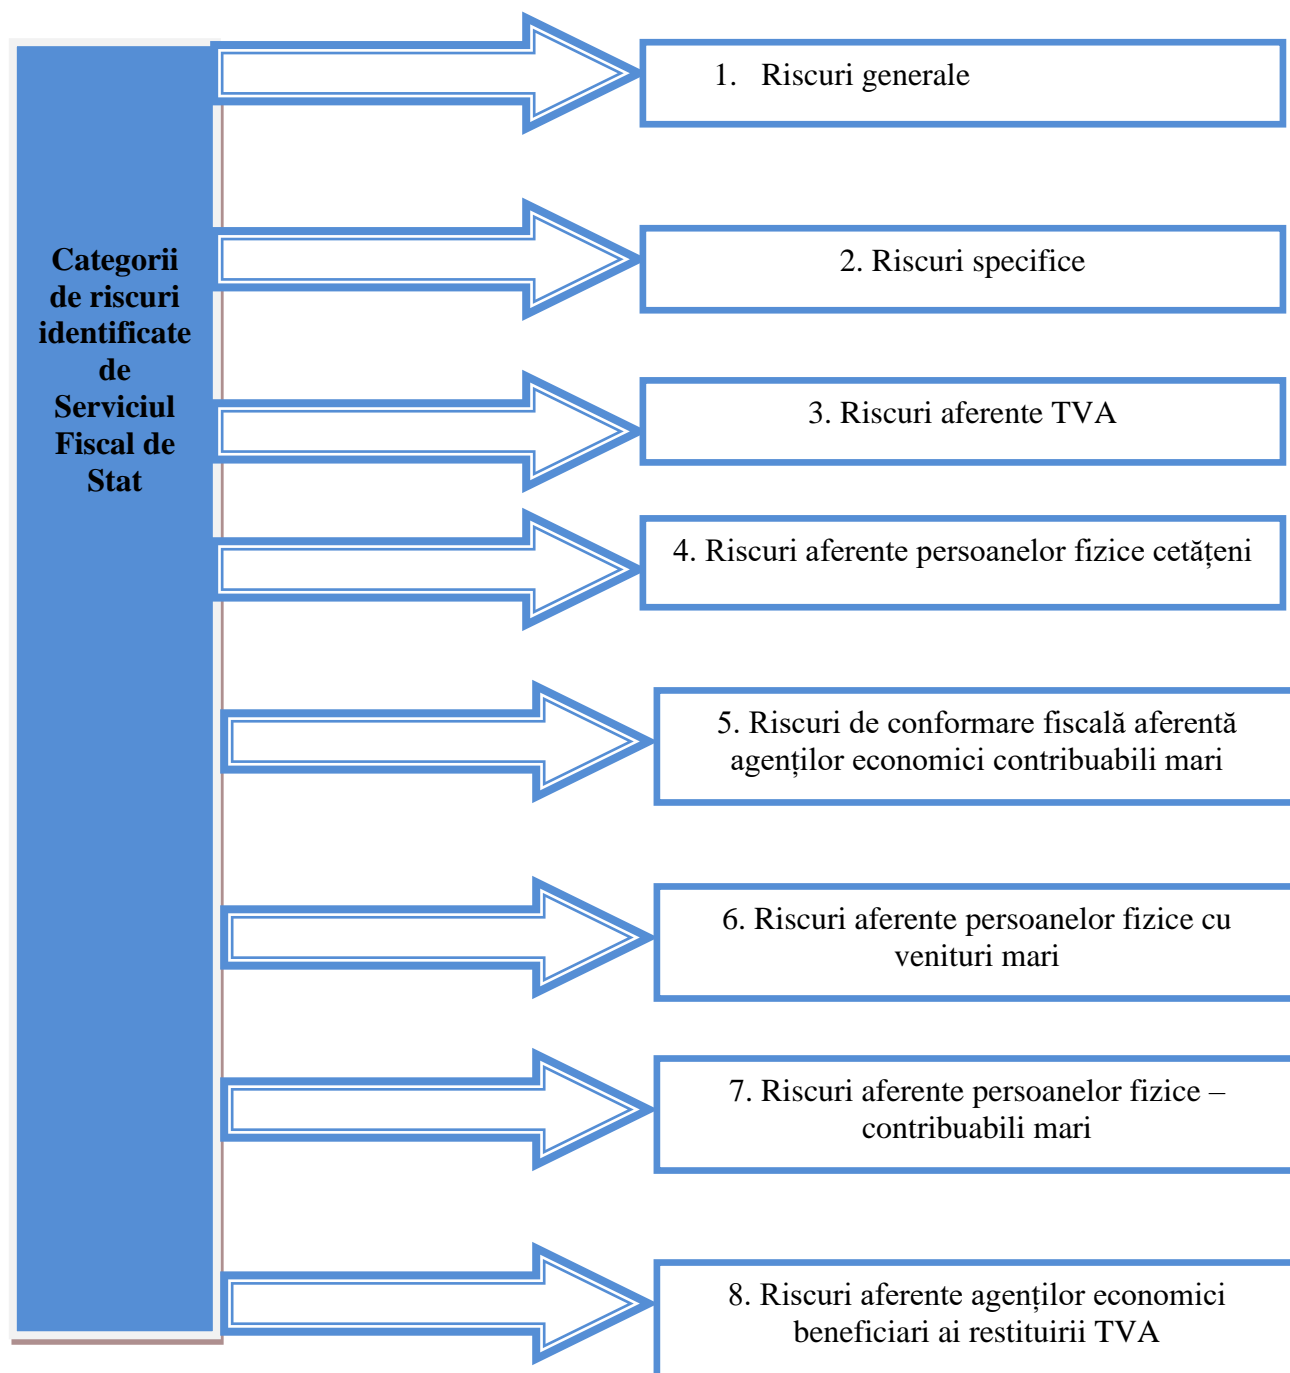 Categorii
de riscuri
identificate
de
Serviciul
Fiscal de
Stat
1. Riscuri generale
2. Riscuri specifice
3. Riscuri aferente TVA
4. Riscuri aferente persoanelor fizice cetățeni
5. Riscuri de conformare fiscală aferentă
agenților economici contribuabili mari
6. Riscuri aferente persoanelor fizice cu
venituri mari
7. Riscuri aferente persoanelor fizice –
contribuabili mari
8. Riscuri aferente agenților economici
beneficiari ai restituirii TVA